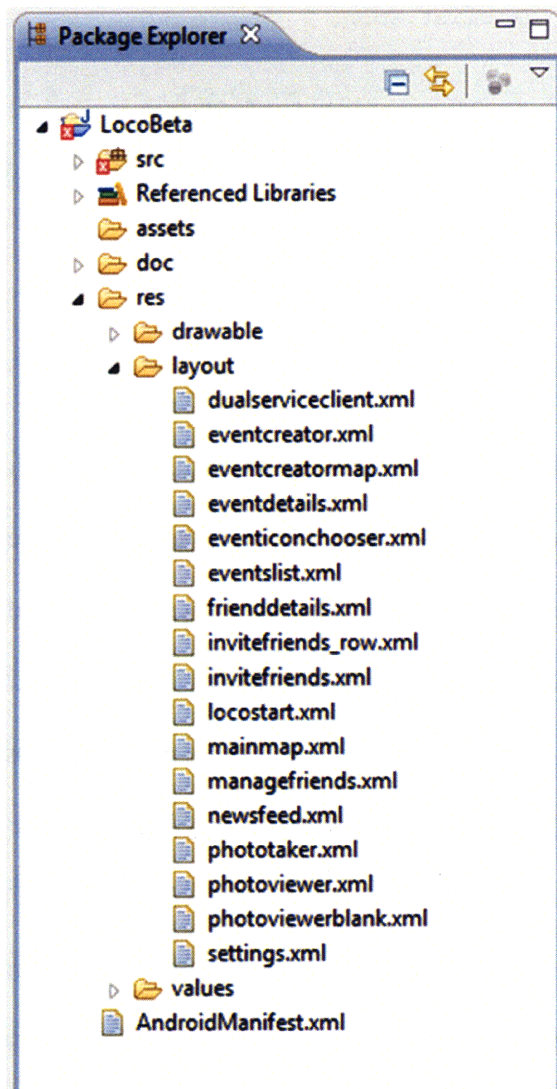 Package Explorer
LocoBeta
src
Referenced Libraries
assets
doc
res
drawable
layout
dualserviceclient.xml
eventcreator.xml
eventcreatormap.xml
eventdetails.xml
eventiconchooser.xml
eventslist.xml
frienddetails.xml
invitefriends_row.xml
invitefriends.xml
locostart.xml
mainmap.xml
managefriends.xml
newsfeed.xml
phototaker.xml
photoviewer.xml
photoviewerblank.xml
settings.xml
values
AndroidManifest.xml